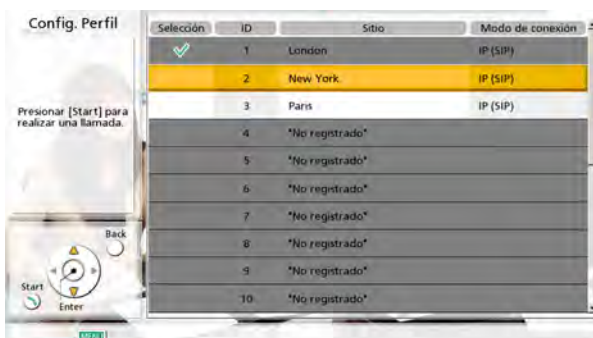 Config. Perfil
Presionar [Start] para
realizar una llamada.
Back
Start
Enter
Selección ID Sitio Modo de conexión
1 London IP (SIP)
2 New York IP (SIP)
3 Paris IP (SIP)
4 *No registrado*
5 *No registrado*
6 *No registrado*
7 *No registrado*
8 *No registrado*
9 *No registrado*
10 *No registrado*
MENU